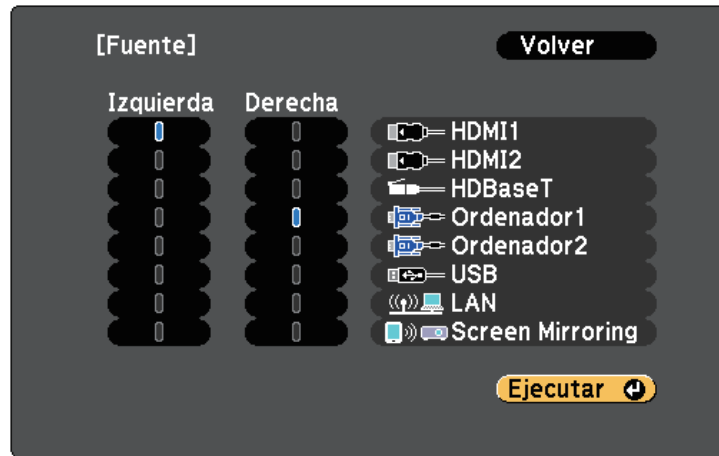 [Fuente]
Volver
Izquierda Derecha
HDMI1
HDMI2
HDBaseT
Ordenador1
Ordenador2
USB
LAN
Screen Mirroring
Ejecutar